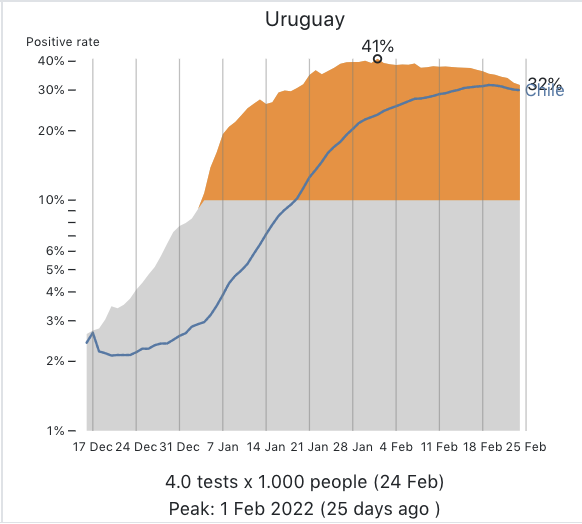 Uruguay
Positive rate
41%
40%
32%
Chile
30%
20%
10%
6%
5%
4%
3%
2%
1%
17 Dec 24 Dec 31 Dec 7 Jan 14 Jan 21 Jan 28 Jan 4 Feb 11 Feb 18 Feb 25 Feb
4.0 tests x 1.000 people (24 Feb)
Peak: 1 Feb 2022 (25 days ago )